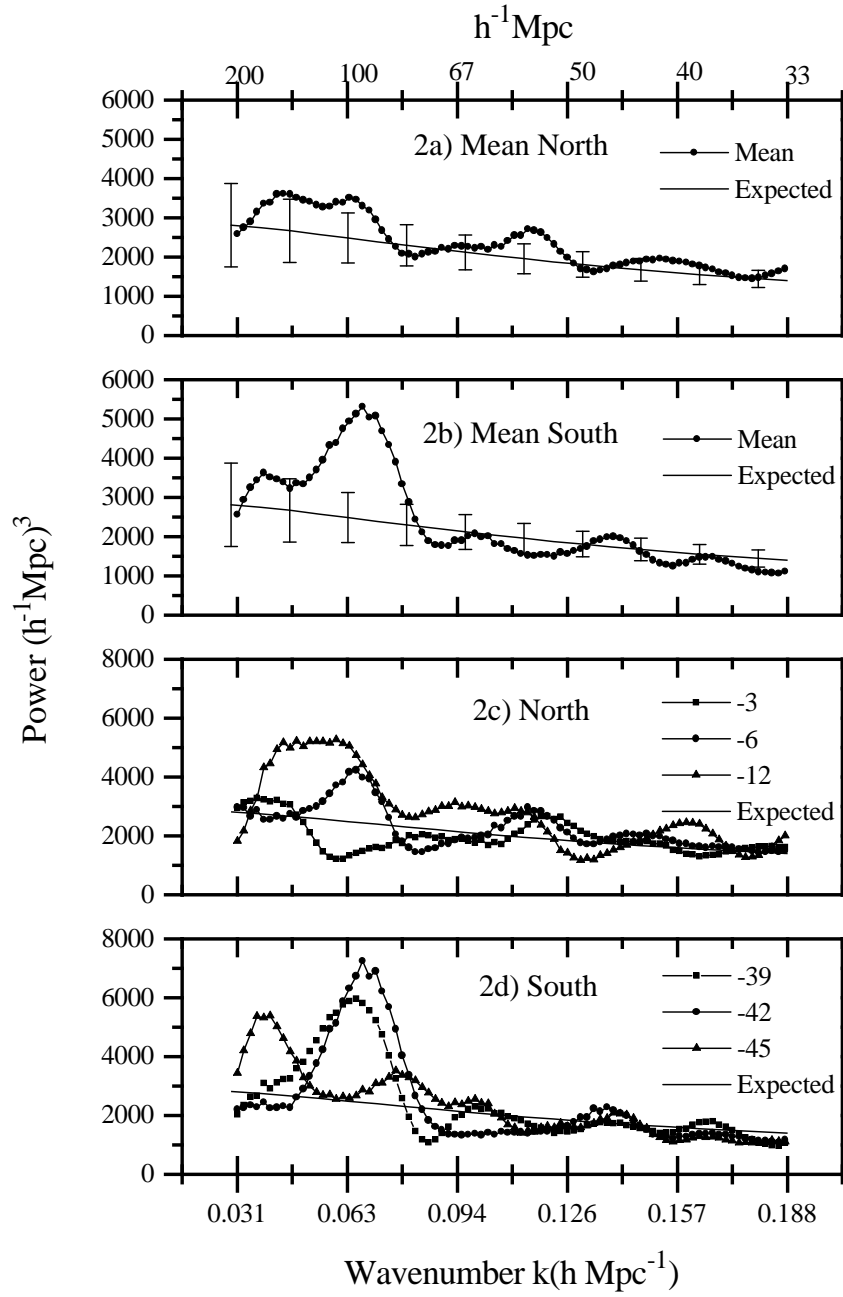 h⁻¹Mpc
200 100 67 50 40 33
6000
5000
4000
3000
2000
1000
0
2a) Mean North
Mean
Expected
6000
5000
4000
3000
2000
1000
0
2b) Mean South
Mean
Expected
Power (h⁻¹Mpc)³
8000
6000
4000
2000
0
2c) North
-3
-6
-12
Expected
8000
6000
4000
2000
0
2d) South
-39
-42
-45
Expected
0.031 0.063 0.094 0.126 0.157 0.188
Wavenumber k(h Mpc⁻¹)